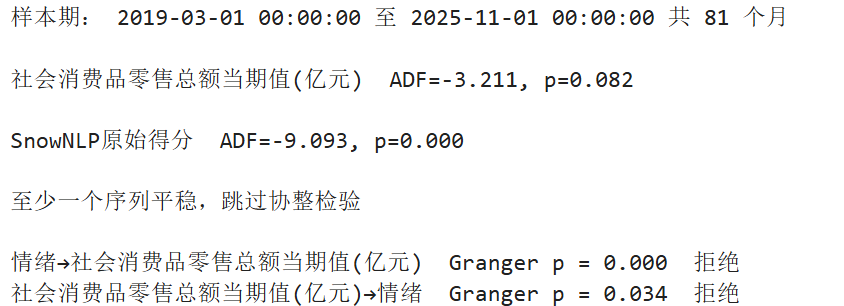 样本期： 2019-03-01 00:00:00 至 2025-11-01 00:00:00 共 81 个月
社会消费品零售总额当期值(亿元)  ADF=-3.211, p=0.082
SnowNLP原始得分  ADF=-9.093, p=0.000
至少一个序列平稳，跳过协整检验
情绪→社会消费品零售总额当期值(亿元)  Granger p = 0.000  拒绝
社会消费品零售总额当期值(亿元)→情绪  Granger p = 0.034  拒绝